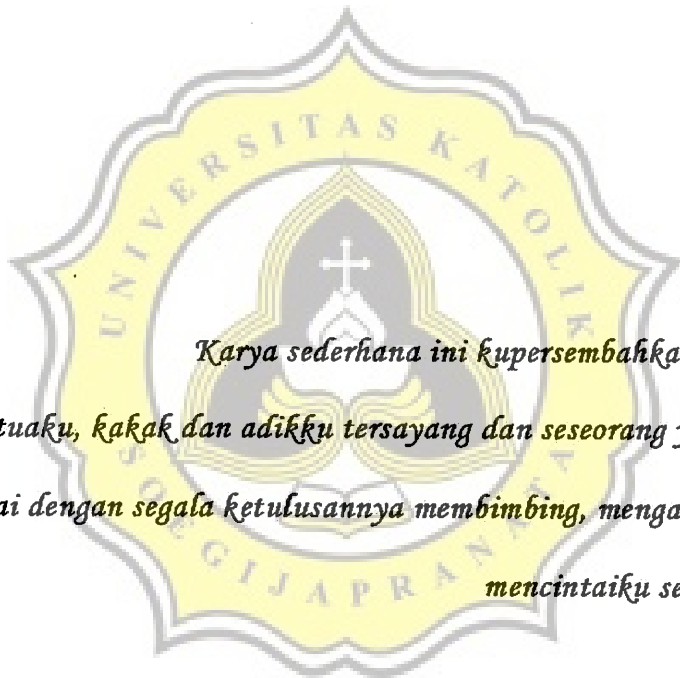 UNIVERSITAS KATOLIK
Karya sederhana ini kupersembahka
tuaku, kakak dan adikku tersayang dan seseorang
ai dengan segala ketulusannya membimbing, menga
mencintaiku se
SOEGIJAPRANATA